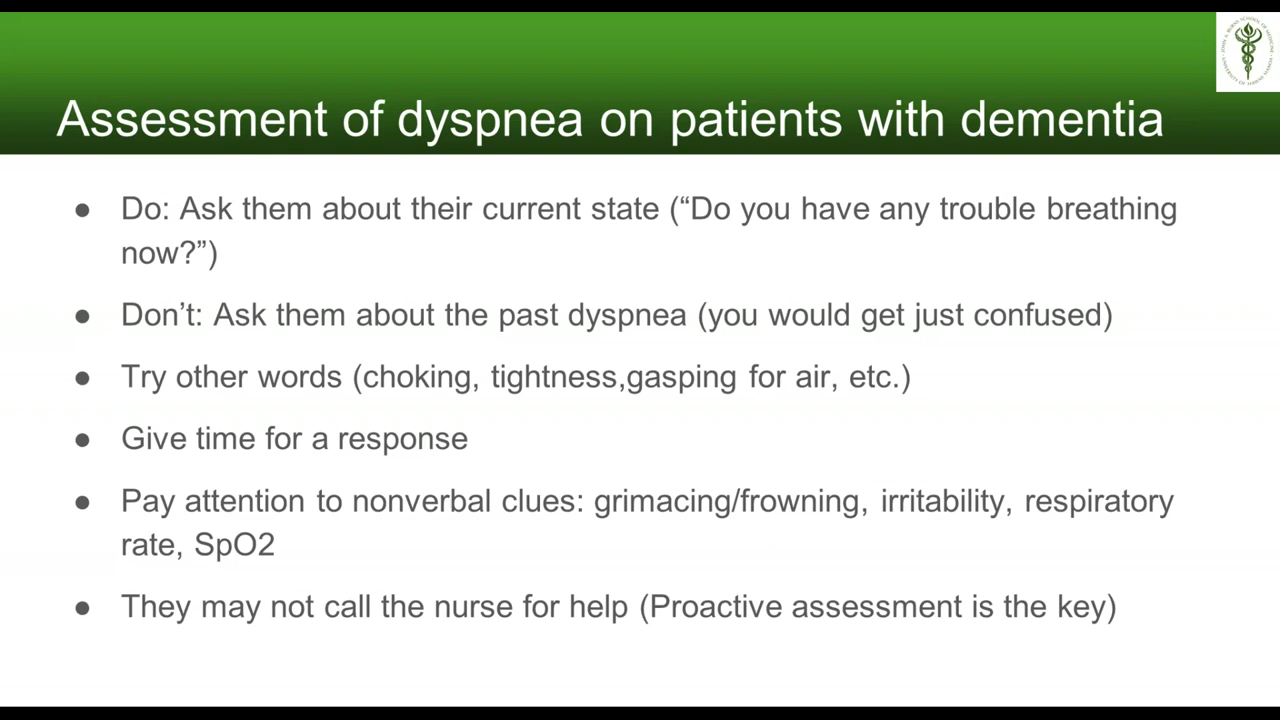 Assessment of dyspnea on patients with dementia
● Do: Ask them about their current state (“Do you have any trouble breathing
now?”)
● Don’t: Ask them about the past dyspnea (you would get just confused)
● Try other words (choking, tightness,gasping for air, etc.)
● Give time for a response
● Pay attention to nonverbal clues: grimacing/frowning, irritability, respiratory
rate, SpO2
● They may not call the nurse for help (Proactive assessment is the key)